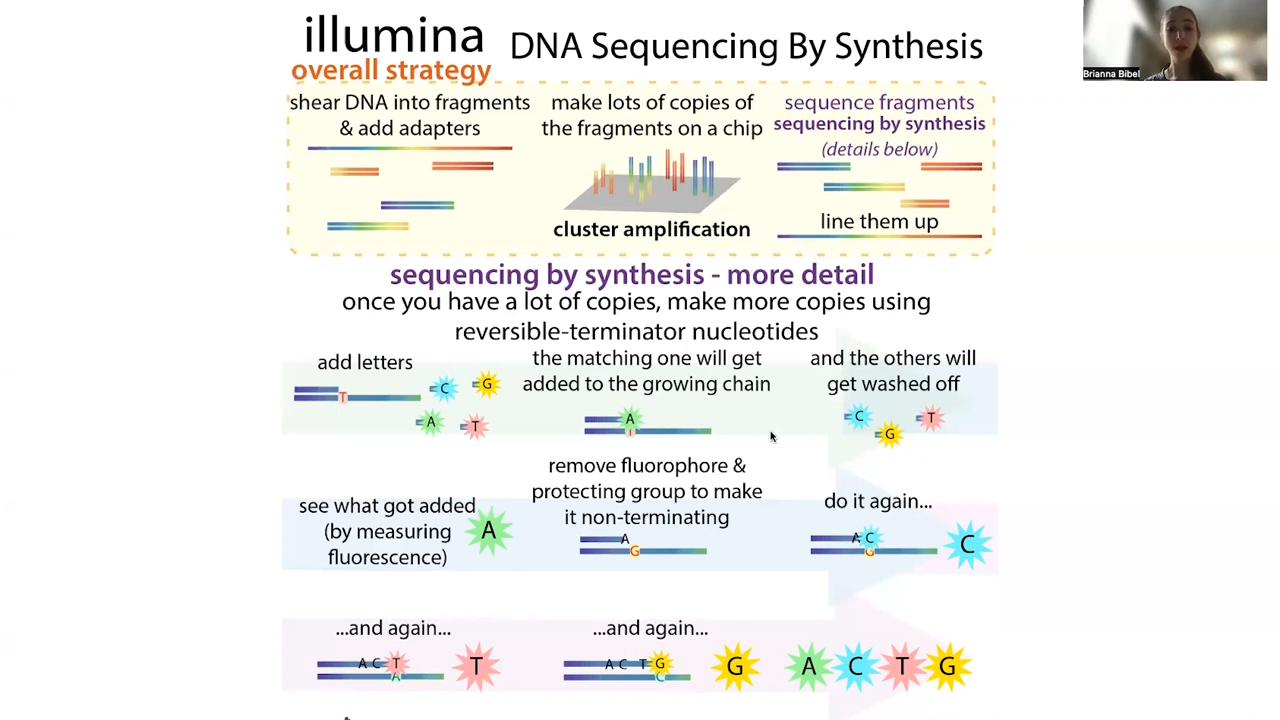 illumina
overall strategy
DNA Sequencing By Synthesis
Brianna Bibel
shear DNA into fragments
& add adapters
make lots of copies of
the fragments on a chip
cluster amplification
sequence fragments
sequencing by synthesis
(details below)
line them up
sequencing by synthesis - more detail
once you have a lot of copies, make more copies using
reversible-terminator nucleotides
add letters
T
C
G
A
T
the matching one will get
added to the growing chain
A
T
and the others will
get washed off
C
G
T
see what got added
(by measuring
fluorescence)
A
remove fluorophore &
protecting group to make
it non-terminating
A
G
do it again...
A C
G
C
...and again...
A C T
A
T
...and again...
A C T G
C
G
A C T G